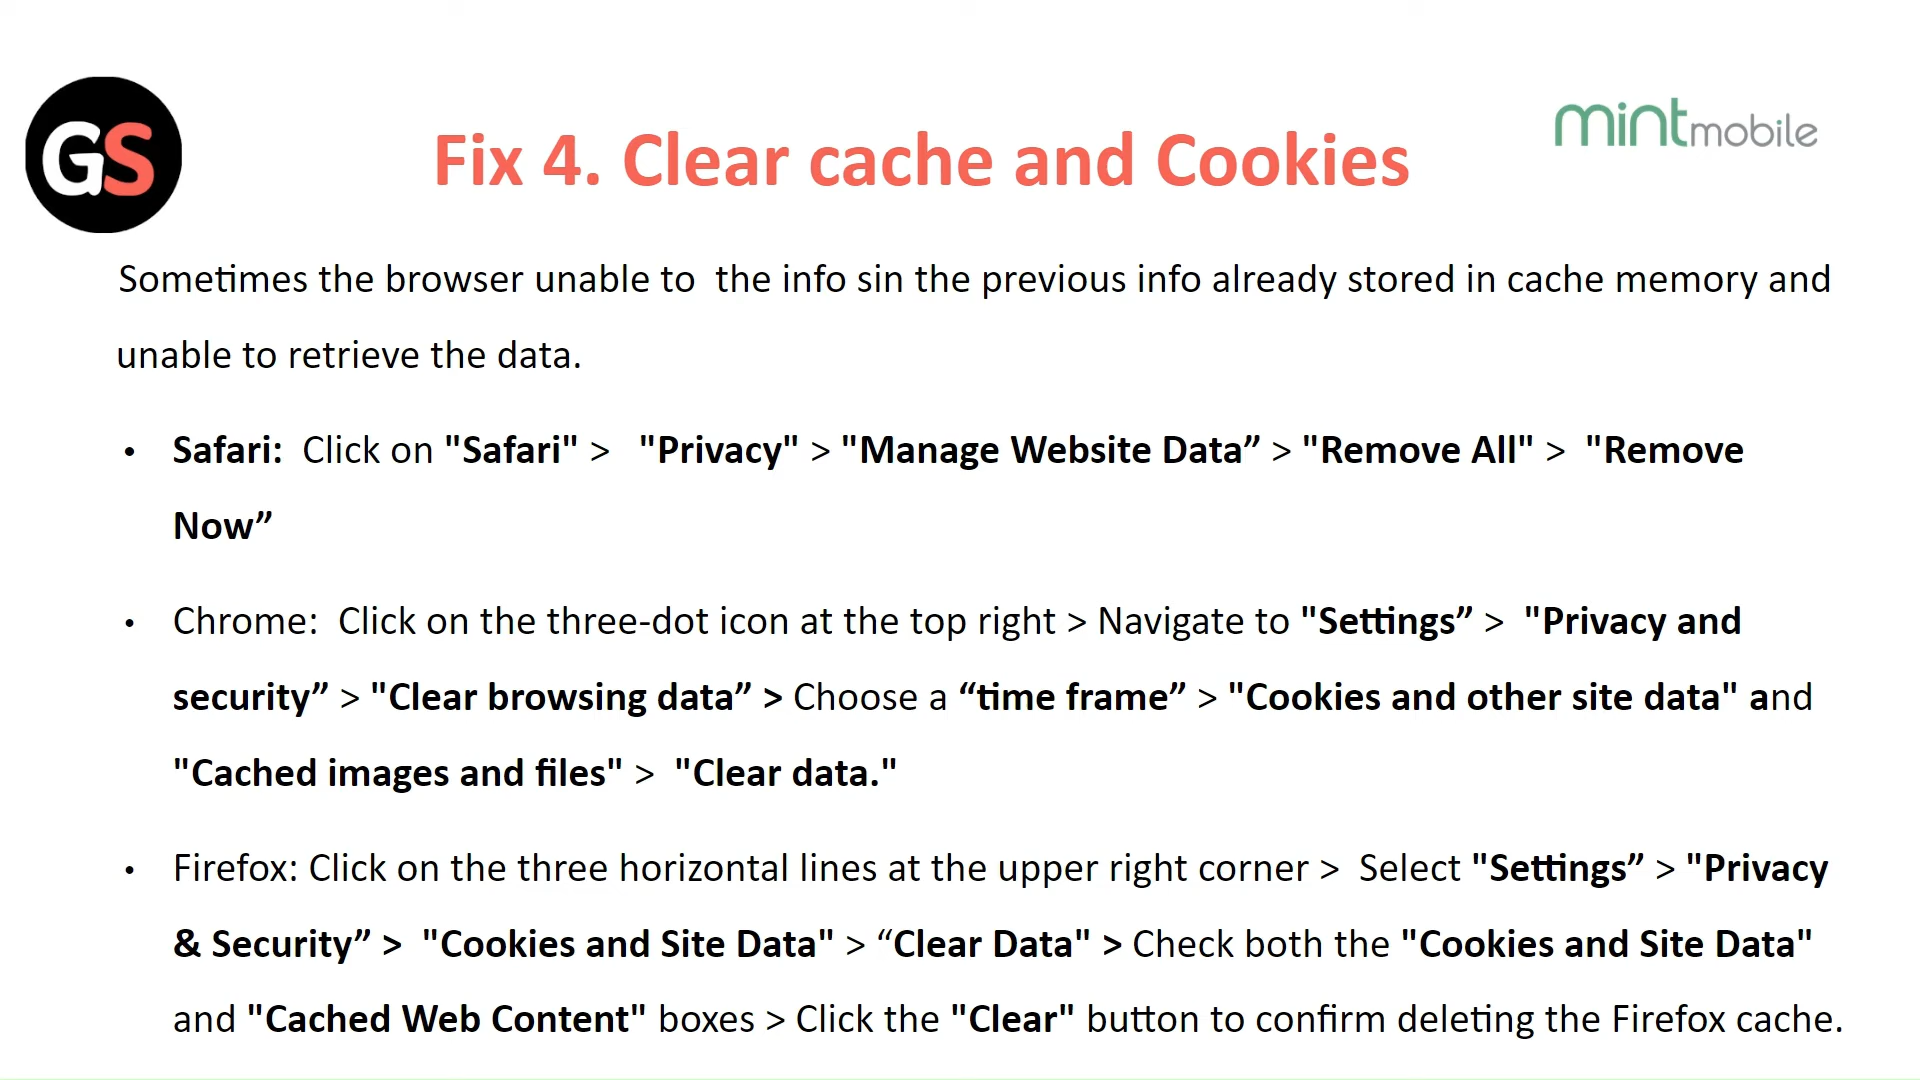 GS
mintmobile
Fix 4. Clear cache and Cookies
Sometimes the browser unable to  the info sin the previous info already stored in cache memory and
unable to retrieve the data.
• Safari:  Click on "Safari" >   "Privacy" > "Manage Website Data” > "Remove All" >  "Remove
Now”
• Chrome:  Click on the three-dot icon at the top right > Navigate to "Settings” >  "Privacy and
security” > "Clear browsing data” > Choose a “time frame” > "Cookies and other site data" and
"Cached images and files" >  "Clear data."
• Firefox: Click on the three horizontal lines at the upper right corner >  Select "Settings” > "Privacy
& Security” >  "Cookies and Site Data" > “Clear Data" > Check both the "Cookies and Site Data"
and "Cached Web Content" boxes > Click the "Clear" button to confirm deleting the Firefox cache.